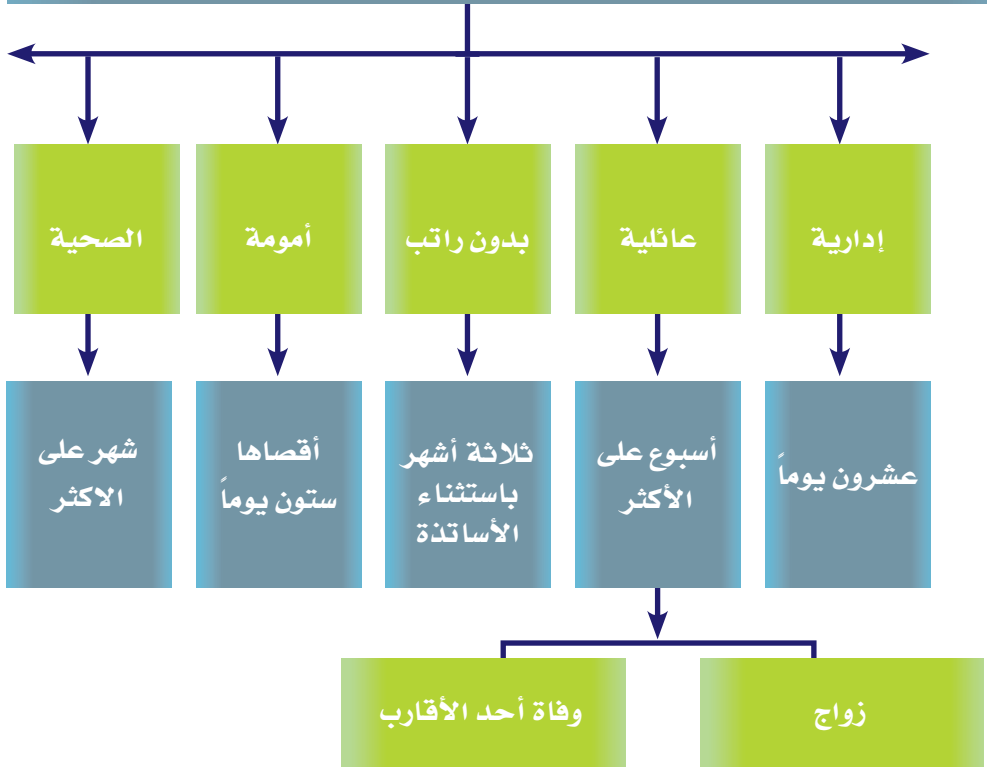 إدارية
عائلية
بدون راتب
أمومة
الصحية
عشرون يوماً
أسبوع على
الأكثر
ثلاثة أشهر
باستثناء
الأساتذة
أقصاها
ستون يوماً
شهر على
الاكثر
زواج
وفاة أحد الأقارب